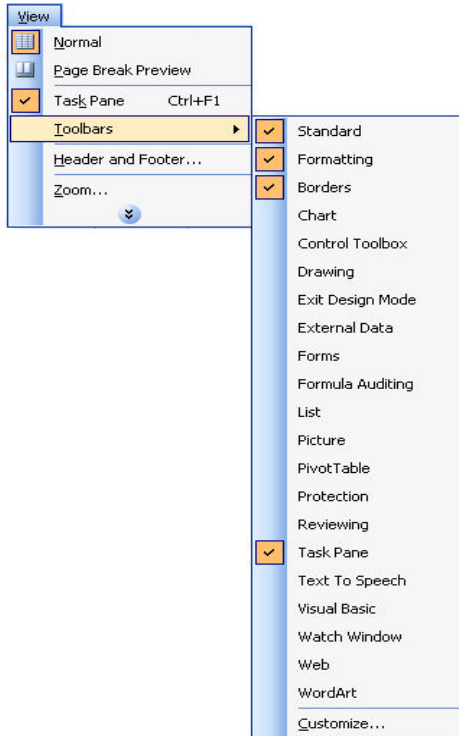 View
Normal
Page Break Preview
Task Pane Ctrl+F1
Toolbars
Header and Footer...
Zoom...
Standard
Formatting
Borders
Chart
Control Toolbox
Drawing
Exit Design Mode
External Data
Forms
Formula Auditing
List
Picture
PivotTable
Protection
Reviewing
Task Pane
Text To Speech
Visual Basic
Watch Window
Web
WordArt
Customize...